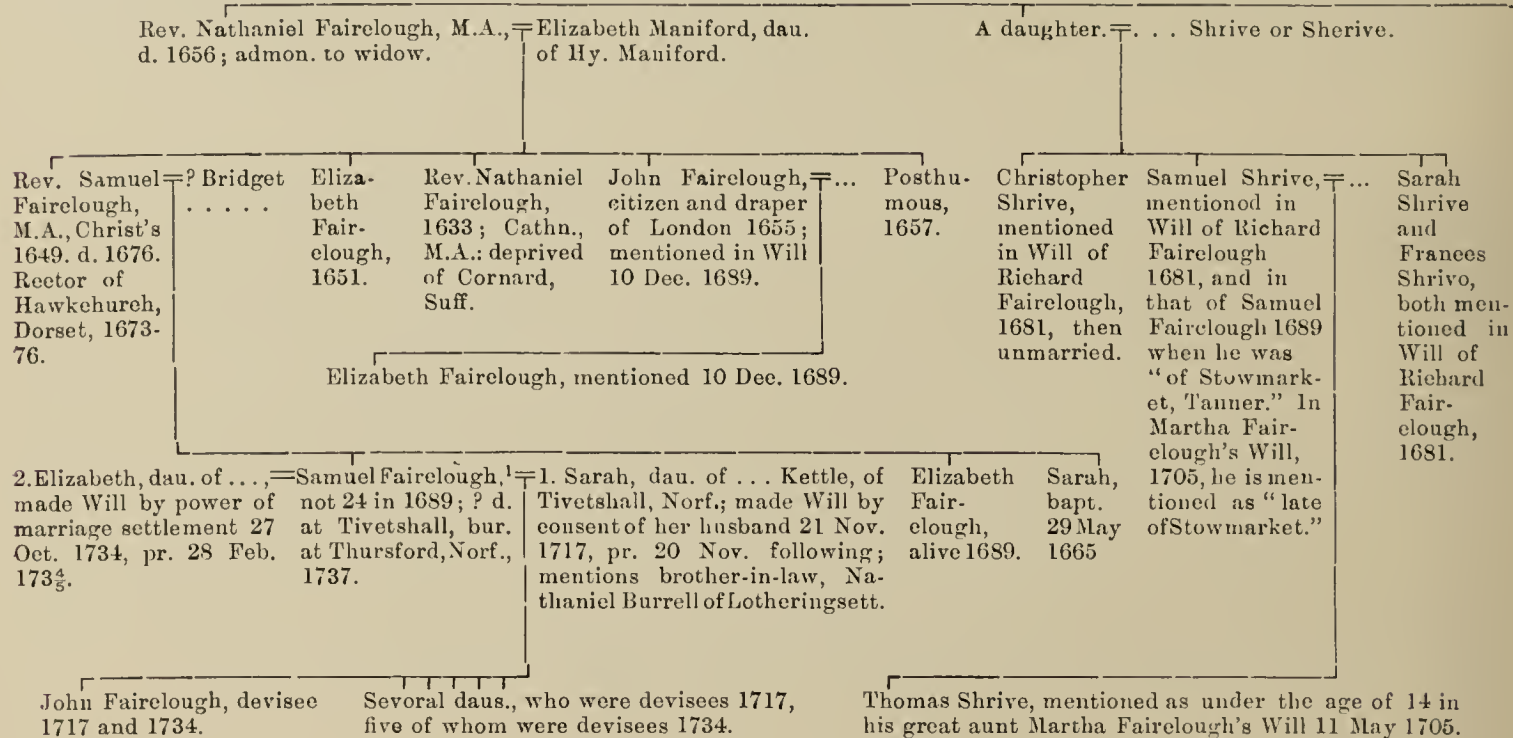 Rev. Nathaniel Fairclough, M.A.,
d. 1656; admon. to widow.
Elizabeth Maniford, dau.
of Hy. Maniford.
A daughter.
. . . Shrive or Sherive.
Rev. Samuel
Fairclough,
M.A., Christ's
1649. d. 1676.
Rector of
Hawkchurch,
Dorset, 1673-
76.
? Bridget
. . . . .
Eliza-
beth
Fair-
clough,
1651.
Rev. Nathaniel
Fairclough,
1633; Cathn.,
M.A.: deprived
of Cornard,
Suff.
John Fairclough,
citizen and draper
of London 1655;
mentioned in Will
10 Dec. 1689.
...
Posthu-
mous,
1657.
Christopher
Shrive,
mentioned
in Will of
Richard
Fairclough,
1681, then
unmarried.
Samuel Shrive,
mentioned in
Will of Richard
Fairclough
1681, and in
that of Samuel
Fairclough 1689
when he was
"of Stowmark-
et, Tanner." In
Martha Fair-
clough's Will,
1705, he is men-
tioned as "late
of Stowmarket."
...
Sarah
Shrive
and
Frances
Shrive,
both men-
tioned in
Will of
Richard
Fair-
clough,
1681.
Elizabeth Fairclough, mentioned 10 Dec. 1689.
2. Elizabeth, dau. of ...,
made Will by power of
marriage settlement 27
Oct. 1734, pr. 28 Feb.
173⅘.
Samuel Fairclough,¹
not 24 in 1689; ? d.
at Tivetshall, bur.
at Thursford, Norf.,
1737.
1. Sarah, dau. of ... Kettle, of
Tivetshall, Norf.; made Will by
consent of her husband 21 Nov.
1717, pr. 20 Nov. following;
mentions brother-in-law, Na-
thaniel Burrell of Lotheringsett.
Elizabeth
Fair-
clough,
alive 1689.
Sarah,
bapt.
29 May
1665
John Fairclough, devisee
1717 and 1734.
Several daus., who were devisees 1717,
five of whom were devisees 1734.
Thomas Shrive, mentioned as under the age of 14 in
his great aunt Martha Fairclough's Will 11 May 1705.